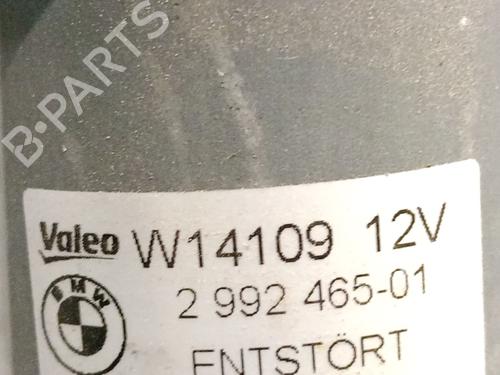 B-PARTS
Valeo W14109 12V
BMW 2 992 465-01
ENTSTÖRT